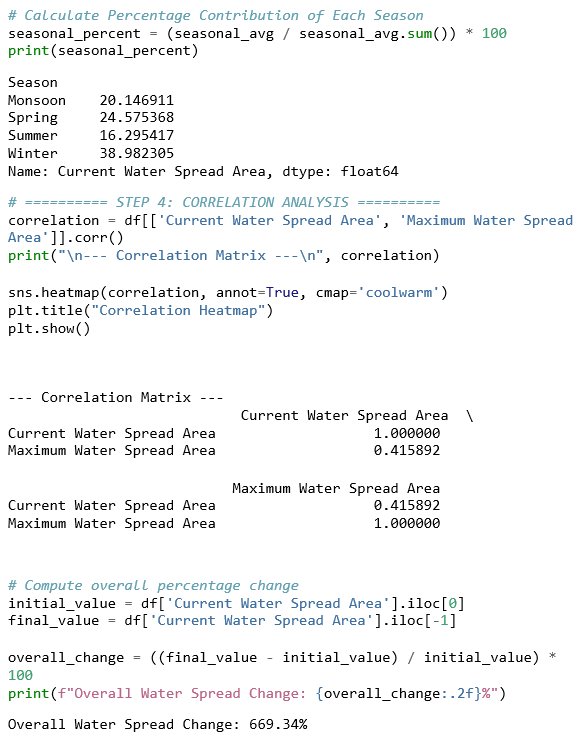 # Calculate Percentage Contribution of Each Season
seasonal_percent = (seasonal_avg / seasonal_avg.sum()) * 100
print(seasonal_percent)
Season
Monsoon    20.146911
Spring     24.575368
Summer     16.295417
Winter     38.982305
Name: Current Water Spread Area, dtype: float64
# ========== STEP 4: CORRELATION ANALYSIS ==========
correlation = df[['Current Water Spread Area', 'Maximum Water Spread
Area']].corr()
print("\n--- Correlation Matrix ---\n", correlation)
sns.heatmap(correlation, annot=True, cmap='coolwarm')
plt.title("Correlation Heatmap")
plt.show()
--- Correlation Matrix ---
                            Current Water Spread Area  \
Current Water Spread Area                   1.000000
Maximum Water Spread Area                   0.415892
                           Maximum Water Spread Area
Current Water Spread Area                   0.415892
Maximum Water Spread Area                   1.000000
# Compute overall percentage change
initial_value = df['Current Water Spread Area'].iloc[0]
final_value = df['Current Water Spread Area'].iloc[-1]
overall_change = ((final_value - initial_value) / initial_value) *
100
print(f"Overall Water Spread Change: {overall_change:.2f}%")
Overall Water Spread Change: 669.34%